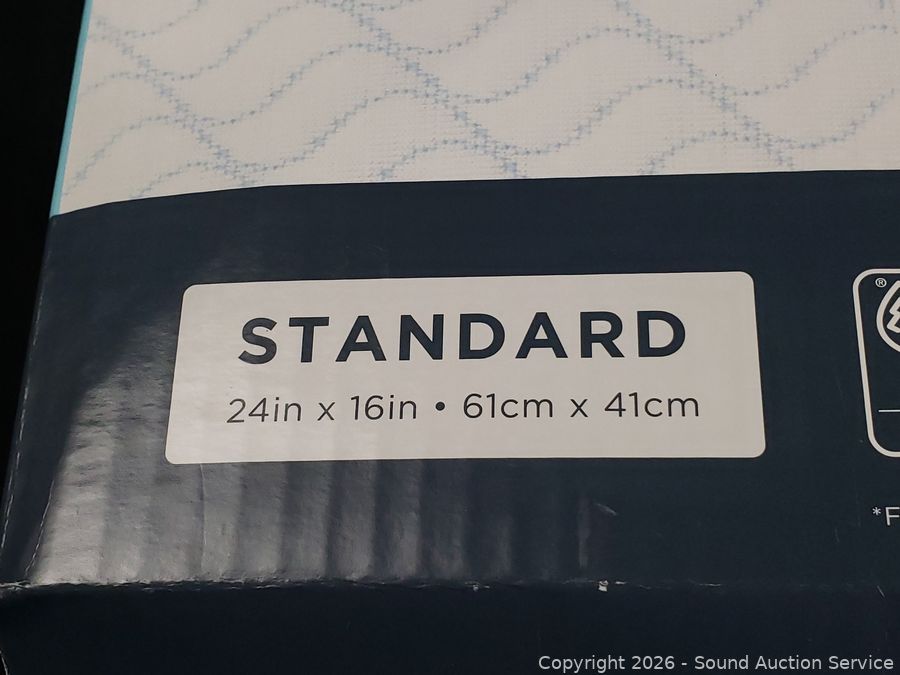 STANDARD
24in x 16in • 61cm x 41cm
®
*F
Copyright 2026 - Sound Auction Service